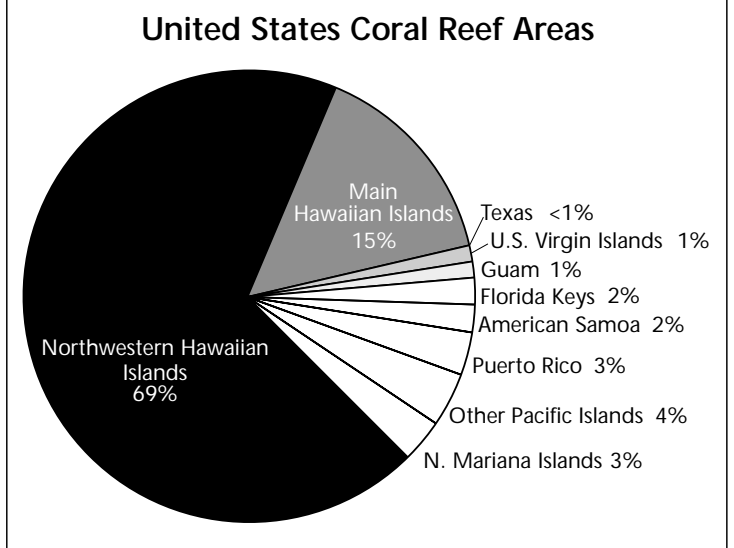 United States Coral Reef Areas
Main
Hawaiian Islands
15%
Texas <1%
U.S. Virgin Islands 1%
Guam 1%
Florida Keys 2%
American Samoa 2%
Puerto Rico 3%
Other Pacific Islands 4%
N. Mariana Islands 3%
Northwestern Hawaiian
Islands
69%